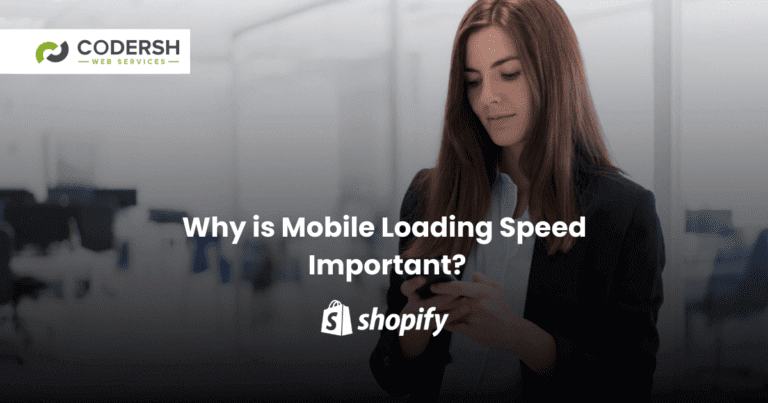 CODERSH
WEB SERVICES
Why is Mobile Loading Speed
Important?
shopify